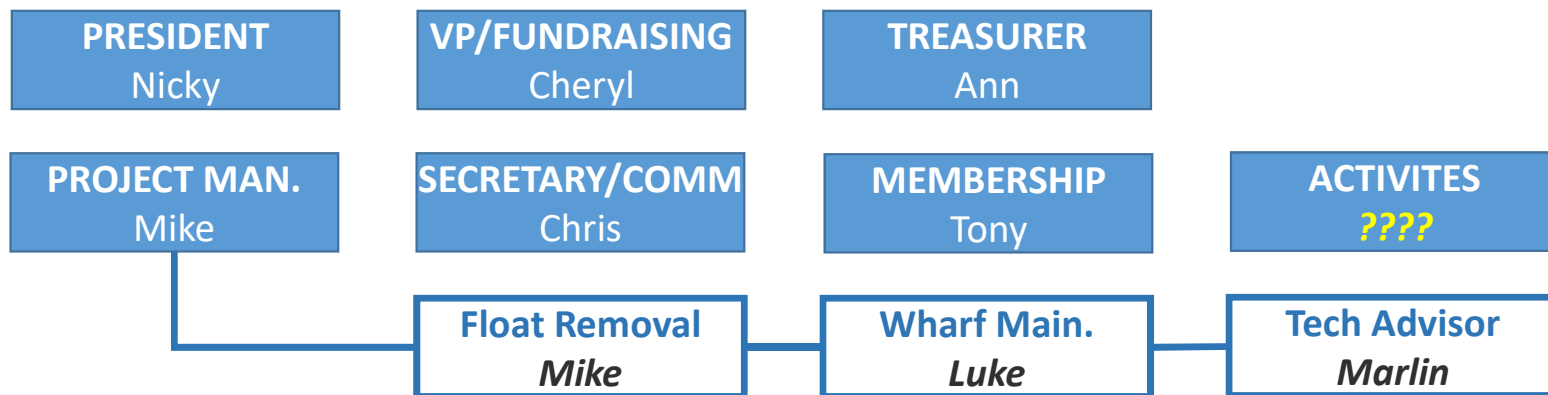 PRESIDENT
Nicky
VP/FUNDRAISING
Cheryl
TREASURER
Ann
PROJECT MAN.
Mike
SECRETARY/COMM
Chris
MEMBERSHIP
Tony
ACTIVITES
????
Float Removal
Mike
Wharf Main.
Luke
Tech Advisor
Marlin